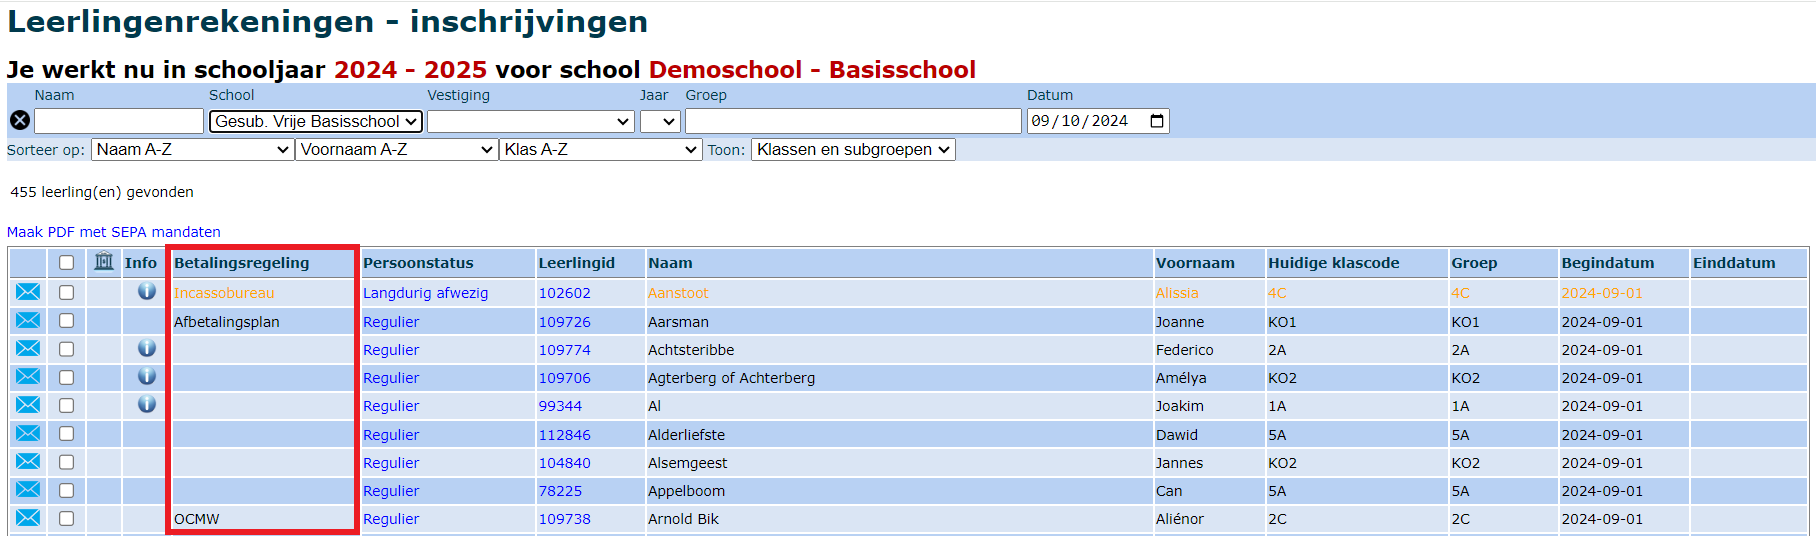 Leerlingenrekeningen - inschrijvingen
Je werkt nu in schooljaar 2024 - 2025 voor school Demoschool - Basisschool
Naam School Vestiging Jaar Groep Datum
Gesub. Vrije Basisschool 09/10/2024
Sorteer op: Naam A-Z Voornaam A-Z Klas A-Z Toon: Klassen en subgroepen
455 leerling(en) gevonden
Maak PDF met SEPA mandaten
Info Betalingsregeling Persoonstatus Leerlingid Naam Voornaam Huidige klascode Groep Begindatum Einddatum
Incassobureau Langdurig afwezig 102602 Aanstoot Alissia 4C 4C 2024-09-01
Afbetalingsplan Regulier 109726 Aarsman Joanne KO1 KO1 2024-09-01
Regulier 109774 Achtsteribbe Federico 2A 2A 2024-09-01
Regulier 109706 Agterberg of Achterberg Amélya KO2 KO2 2024-09-01
Regulier 99344 Al Joakim 1A 1A 2024-09-01
Regulier 112846 Alderliefste Dawid 5A 5A 2024-09-01
Regulier 104840 Alsemgeest Jannes KO2 KO2 2024-09-01
Regulier 78225 Appelboom Can 5A 5A 2024-09-01
OCMW Regulier 109738 Arnold Bik Aliénor 2C 2C 2024-09-01